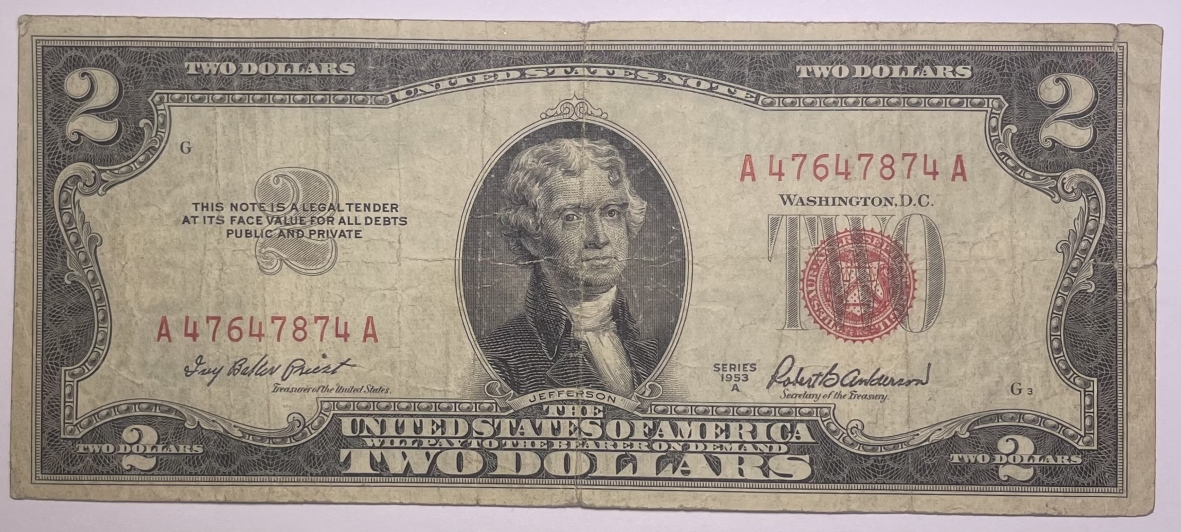 TWO DOLLARS
UNITED STATES NOTE
TWO DOLLARS
2
2
G
A 47647874 A
WASHINGTON, D.C.
2
THIS NOTE IS A LEGAL TENDER
AT ITS FACE VALUE FOR ALL DEBTS
PUBLIC AND PRIVATE
TWO
A 47647874 A
Ivy Baker Priest
Treasurer of the United States.
SERIES
1953
A
Robert B Anderson
Secretary of the Treasury.
G 3
JEFFERSON
THE
UNITED STATES OF AMERICA
WILL PAY TO THE BEARER ON DEMAND
TWO DOLLARS
TWO DOLLARS
2
TWO DOLLARS
2